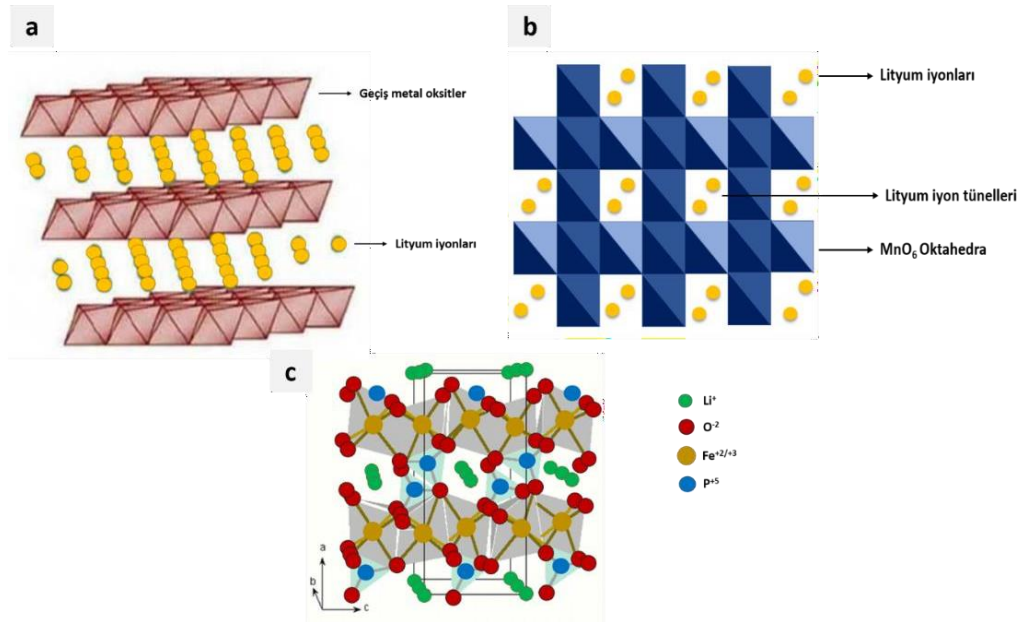 a
Geçiş metal oksitler
Lityum iyonları
b
Lityum iyonları
Lityum iyon tünelleri
MnO₆ Oktahedra
c
Li⁺
O⁻²
Fe⁺²/⁺³
P⁺⁵
a
b
c